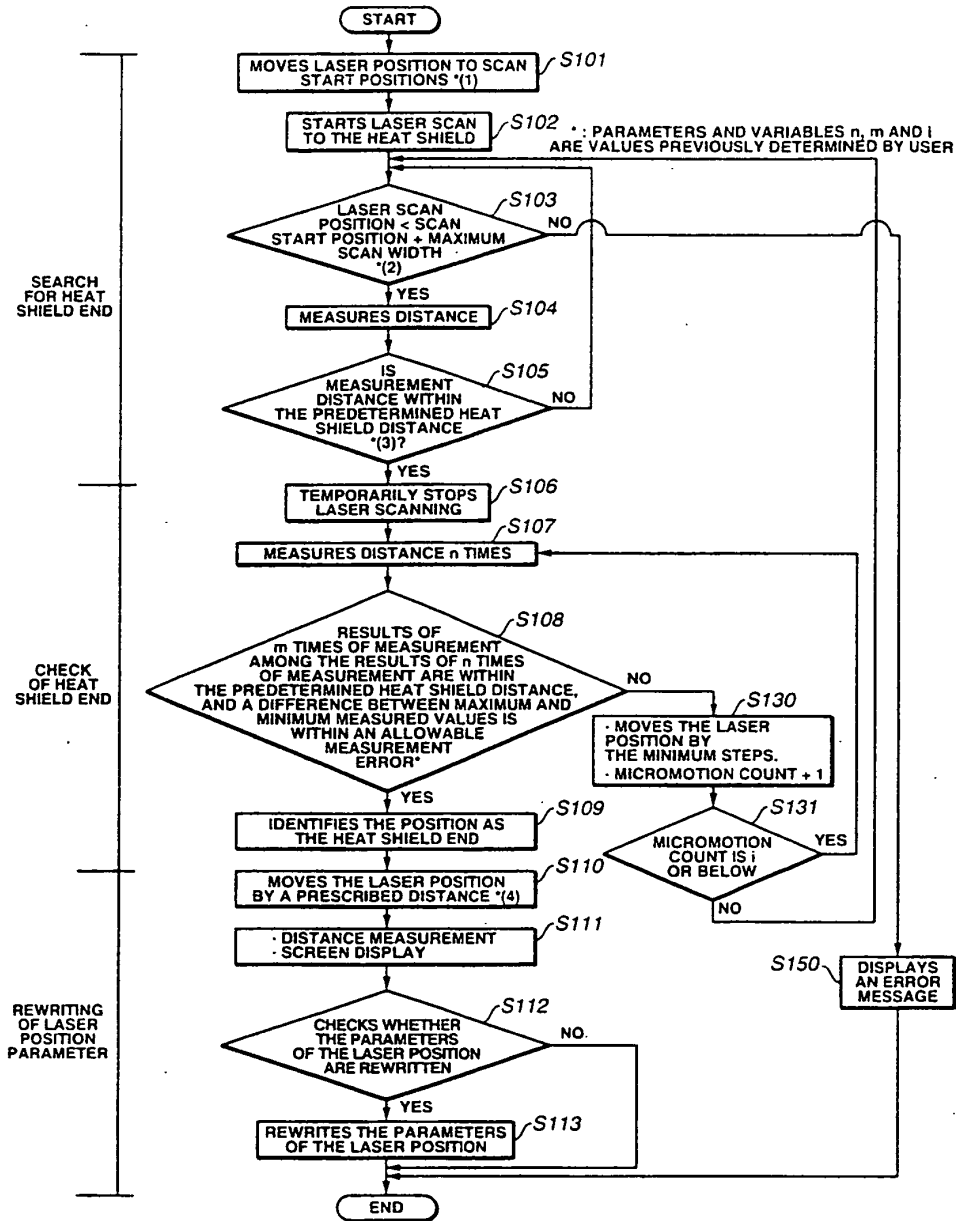 START
MOVES LASER POSITION TO SCAN
START POSITIONS *(1)
S101
STARTS LASER SCAN
TO THE HEAT SHIELD
S102
* : PARAMETERS AND VARIABLES n, m AND i
ARE VALUES PREVIOUSLY DETERMINED BY USER
SEARCH
FOR HEAT
SHIELD END
S103
LASER SCAN
POSITION < SCAN
START POSITION + MAXIMUM
SCAN WIDTH
*(2)
NO
YES
MEASURES DISTANCE
S104
S105
IS
MEASUREMENT
DISTANCE WITHIN
THE PREDETERMINED HEAT
SHIELD DISTANCE
*(3)?
NO
YES
TEMPORARILY STOPS
LASER SCANNING
S106
MEASURES DISTANCE n TIMES
S107
CHECK
OF HEAT
SHIELD END
S108
RESULTS OF
m TIMES OF MEASUREMENT
AMONG THE RESULTS OF n TIMES
OF MEASUREMENT ARE WITHIN
THE PREDETERMINED HEAT SHIELD DISTANCE,
AND A DIFFERENCE BETWEEN MAXIMUM AND
MINIMUM MEASURED VALUES IS
WITHIN AN ALLOWABLE
MEASUREMENT
ERROR*
NO
YES
S130
· MOVES THE LASER
POSITION BY
THE MINIMUM STEPS.
· MICROMOTION COUNT + 1
S131
MICROMOTION
COUNT IS i
OR BELOW
YES
NO
IDENTIFIES THE POSITION AS
THE HEAT SHIELD END
S109
MOVES THE LASER POSITION
BY A PRESCRIBED DISTANCE *(4)
S110
· DISTANCE MEASUREMENT
· SCREEN DISPLAY
S111
REWRITING
OF LASER
POSITION
PARAMETER
S112
CHECKS WHETHER
THE PARAMETERS
OF THE LASER POSITION
ARE REWRITTEN
NO.
YES
S150
DISPLAYS
AN ERROR
MESSAGE
REWRITES THE PARAMETERS
OF THE LASER POSITION
S113
END